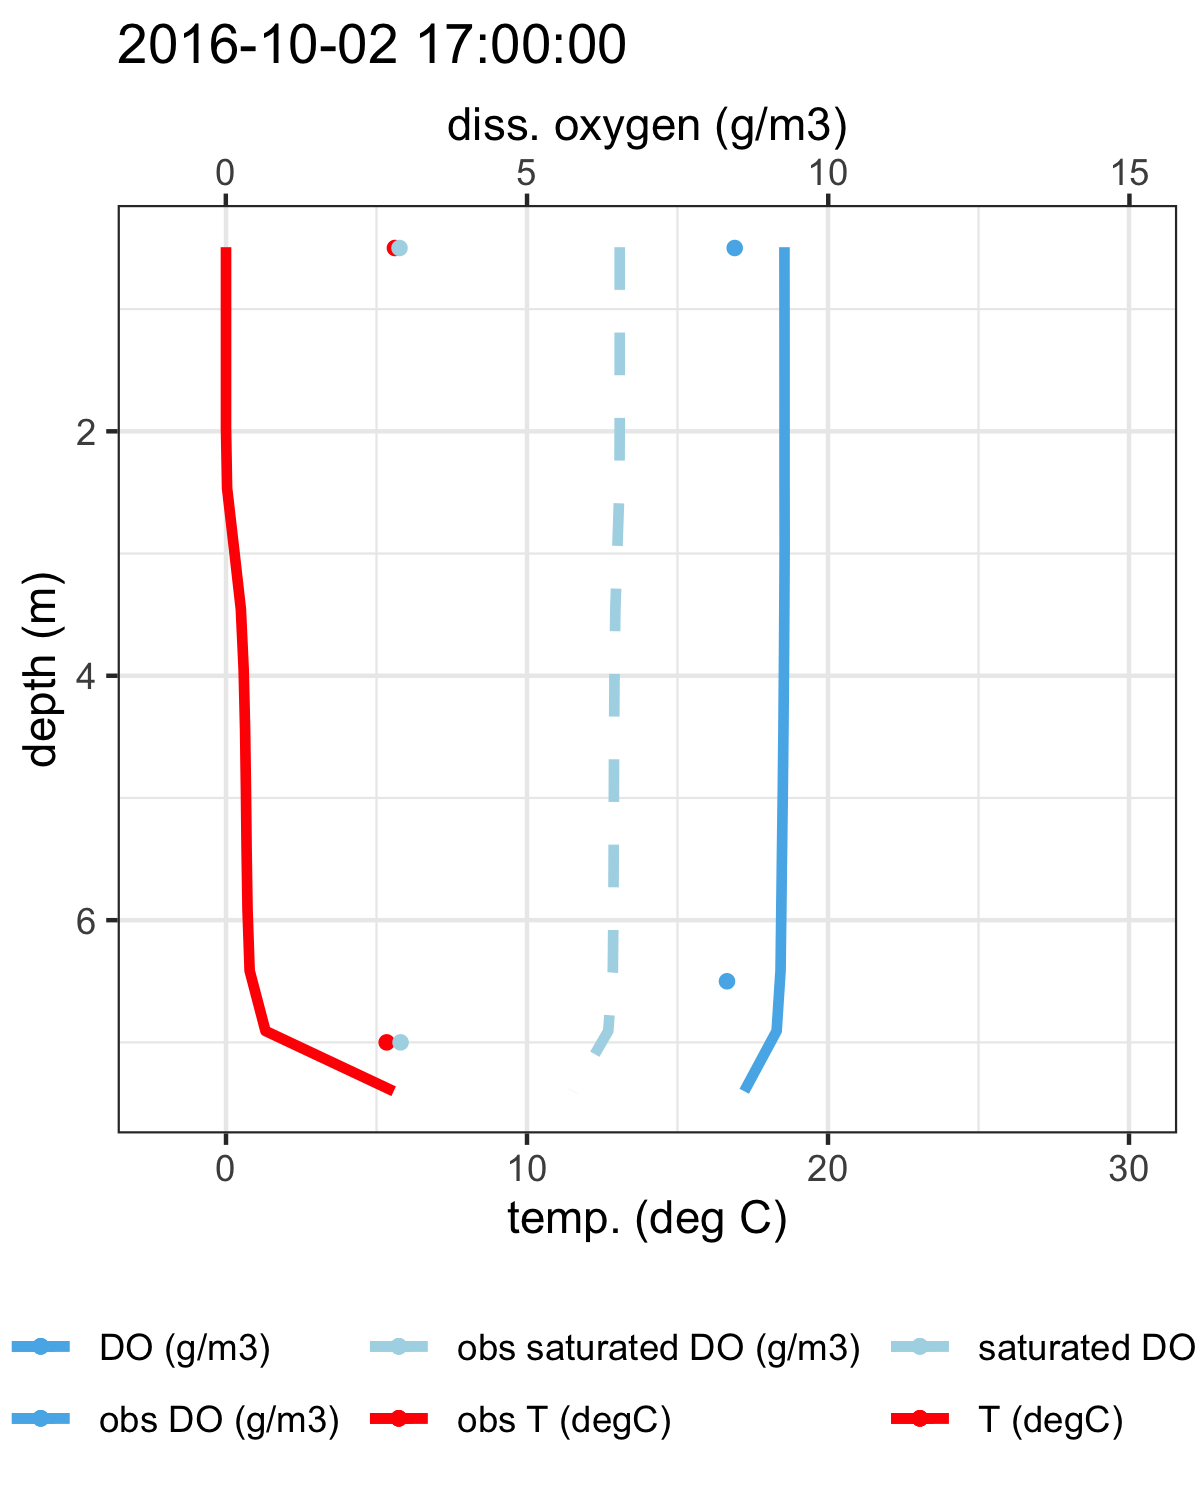 2016-10-02 17:00:00
diss. oxygen (g/m3)
0 5 10 15
2
4
6
depth (m)
0 10 20 30
temp. (deg C)
DO (g/m3) obs saturated DO (g/m3) saturated DO
obs DO (g/m3) obs T (degC) T (degC)